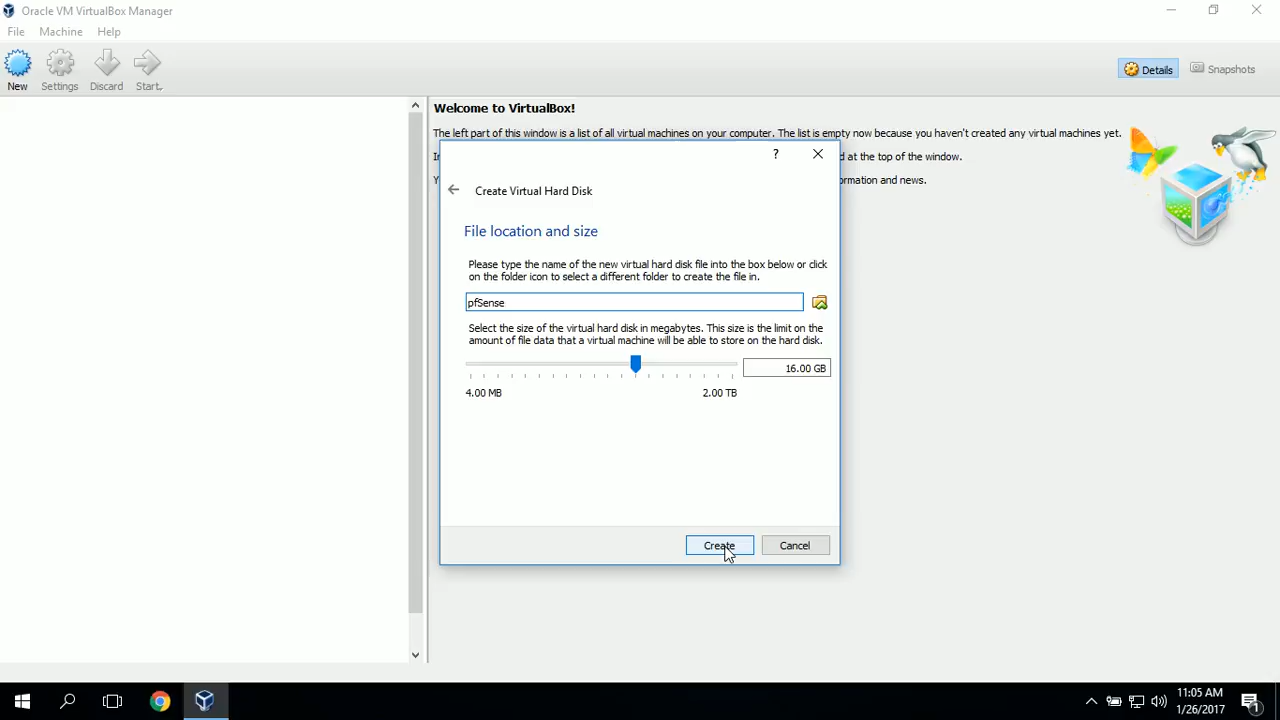 Oracle VM VirtualBox Manager
File Machine Help
New Settings Discard Start
Details Snapshots
Welcome to VirtualBox!
The left part of this window is a list of all virtual machines on your computer. The list is empty now because you haven't created any virtual machines yet.
d at the top of the window.
ormation and news.
?
Create Virtual Hard Disk
File location and size
Please type the name of the new virtual hard disk file into the box below or click
on the folder icon to select a different folder to create the file in.
pfSense
Select the size of the virtual hard disk in megabytes. This size is the limit on the
amount of file data that a virtual machine will be able to store on the hard disk.
16.00 GB
4.00 MB 2.00 TB
Create Cancel
11:05 AM
1/26/2017
1